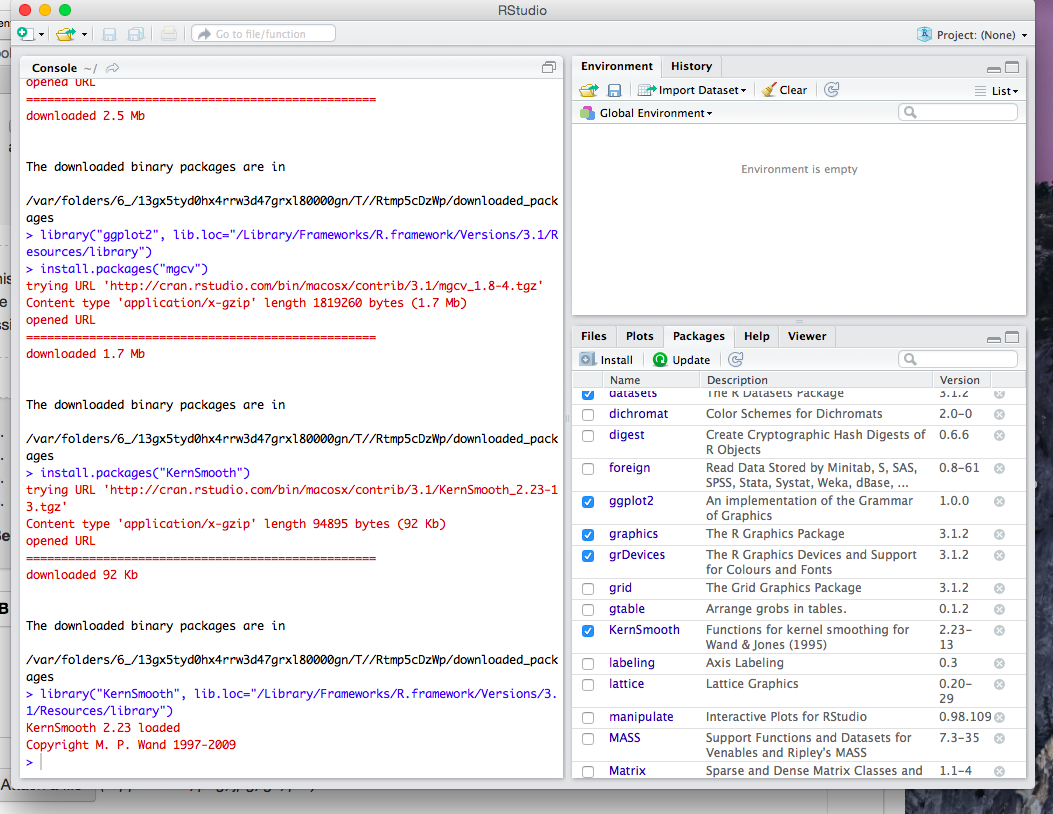 RStudio
Go to file/function
Project: (None)
Console ~/
opened URL
==================================================
downloaded 2.5 Mb
The downloaded binary packages are in
/var/folders/6_/13gx5tyd0hx4rrw3d47grxl80000gn/T//Rtmp5cDzWp/downloaded_pack
ages
> library("ggplot2", lib.loc="/Library/Frameworks/R.framework/Versions/3.1/R
esources/library")
> install.packages("mgcv")
trying URL 'http://cran.rstudio.com/bin/macosx/contrib/3.1/mgcv_1.8-4.tgz'
Content type 'application/x-gzip' length 1819260 bytes (1.7 Mb)
opened URL
==================================================
downloaded 1.7 Mb
The downloaded binary packages are in
/var/folders/6_/13gx5tyd0hx4rrw3d47grxl80000gn/T//Rtmp5cDzWp/downloaded_pack
ages
> install.packages("KernSmooth")
trying URL 'http://cran.rstudio.com/bin/macosx/contrib/3.1/KernSmooth_2.23-1
3.tgz'
Content type 'application/x-gzip' length 94895 bytes (92 Kb)
opened URL
==================================================
downloaded 92 Kb
The downloaded binary packages are in
/var/folders/6_/13gx5tyd0hx4rrw3d47grxl80000gn/T//Rtmp5cDzWp/downloaded_pack
ages
> library("KernSmooth", lib.loc="/Library/Frameworks/R.framework/Versions/3.
1/Resources/library")
KernSmooth 2.23 loaded
Copyright M. P. Wand 1997-2009
>
Environment History
Import Dataset Clear List
Global Environment
Environment is empty
Files Plots Packages Help Viewer
Install Update
Name Description Version
datasets The R Datasets Package 3.1.2
dichromat Color Schemes for Dichromats 2.0-0
digest Create Cryptographic Hash Digests of 0.6.6
R Objects
foreign Read Data Stored by Minitab, S, SAS, 0.8-61
SPSS, Stata, Systat, Weka, dBase, ...
ggplot2 An implementation of the Grammar 1.0.0
of Graphics
graphics The R Graphics Package 3.1.2
grDevices The R Graphics Devices and Support 3.1.2
for Colours and Fonts
grid The Grid Graphics Package 3.1.2
gtable Arrange grobs in tables. 0.1.2
KernSmooth Functions for kernel smoothing for 2.23-
Wand & Jones (1995) 13
labeling Axis Labeling 0.3
lattice Lattice Graphics 0.20-
29
manipulate Interactive Plots for RStudio 0.98.109
MASS Support Functions and Datasets for 7.3-35
Venables and Ripley's MASS
Matrix Sparse and Dense Matrix Classes and 1.1-4